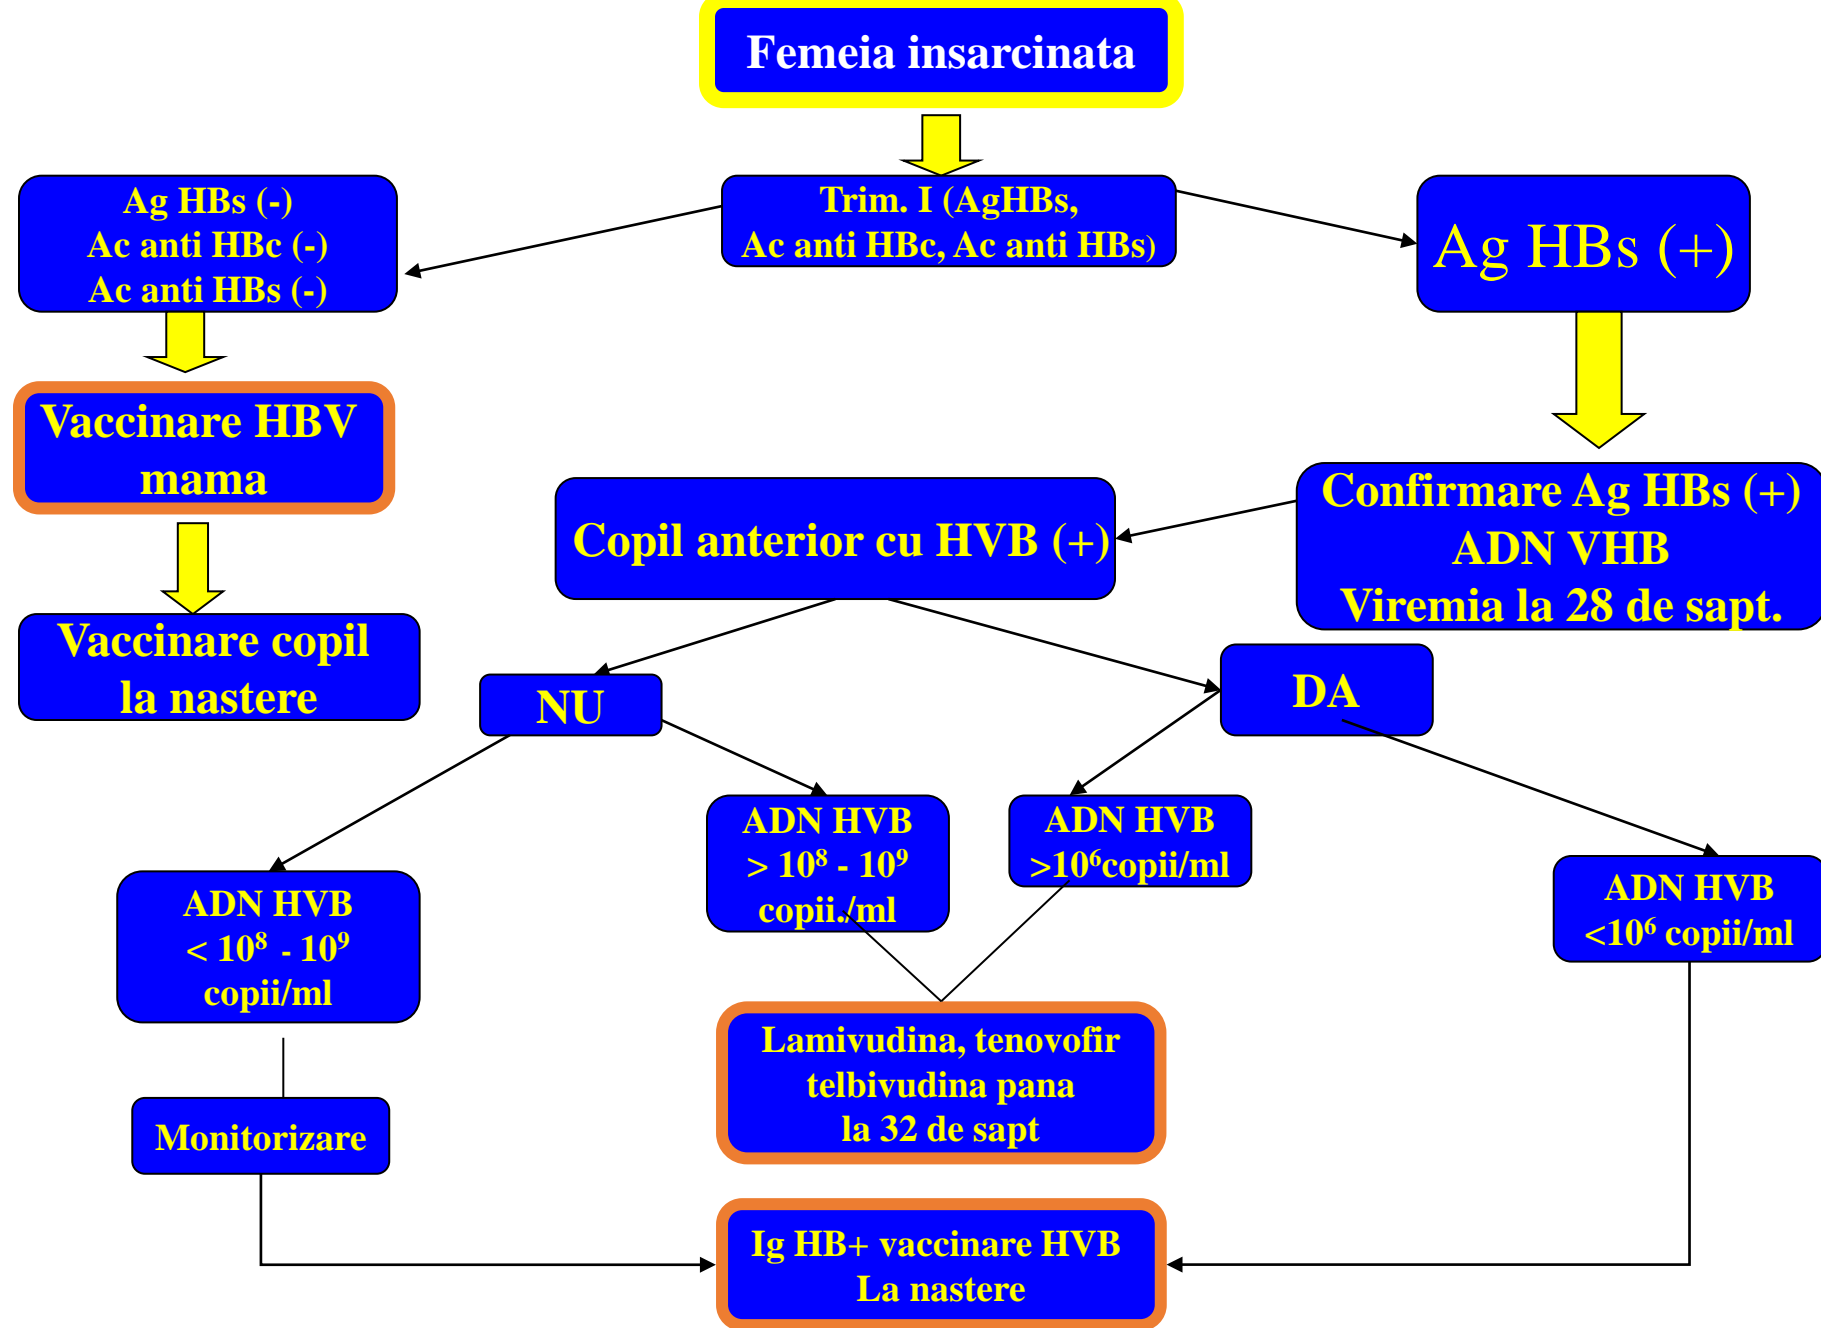 Femeia insarcinata
Ag HBs (-)
Ac anti HBc (-)
Ac anti HBs (-)
Trim. I (AgHBs,
Ac anti HBc, Ac anti HBs)
Ag HBs (+)
Vaccinare HBV
mama
Copil anterior cu HVB (+)
Confirmare Ag HBs (+)
ADN VHB
Viremia la 28 de sapt.
Vaccinare copil
la nastere
NU
DA
ADN HVB
< 10⁸ - 10⁹
copii/ml
ADN HVB
> 10⁸ - 10⁹
copii./ml
ADN HVB
>10⁶copii/ml
ADN HVB
<10⁶ copii/ml
Lamivudina, tenovofir
telbivudina pana
la 32 de sapt
Monitorizare
Ig HB+ vaccinare HVB
La nastere